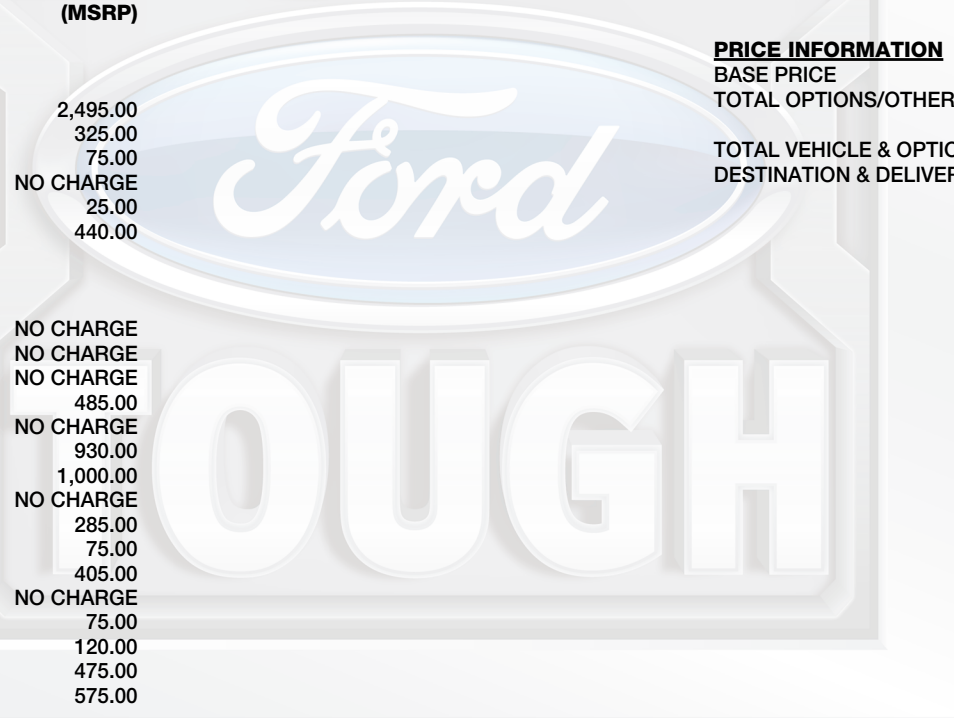 (MSRP)
2,495.00
325.00
75.00
NO CHARGE
25.00
440.00
NO CHARGE
NO CHARGE
NO CHARGE
485.00
NO CHARGE
930.00
1,000.00
NO CHARGE
285.00
75.00
405.00
NO CHARGE
75.00
120.00
475.00
575.00
PRICE INFORMATION
BASE PRICE
TOTAL OPTIONS/OTHER
TOTAL VEHICLE & OPTIO
DESTINATION & DELIVER
Ford
TOUGH